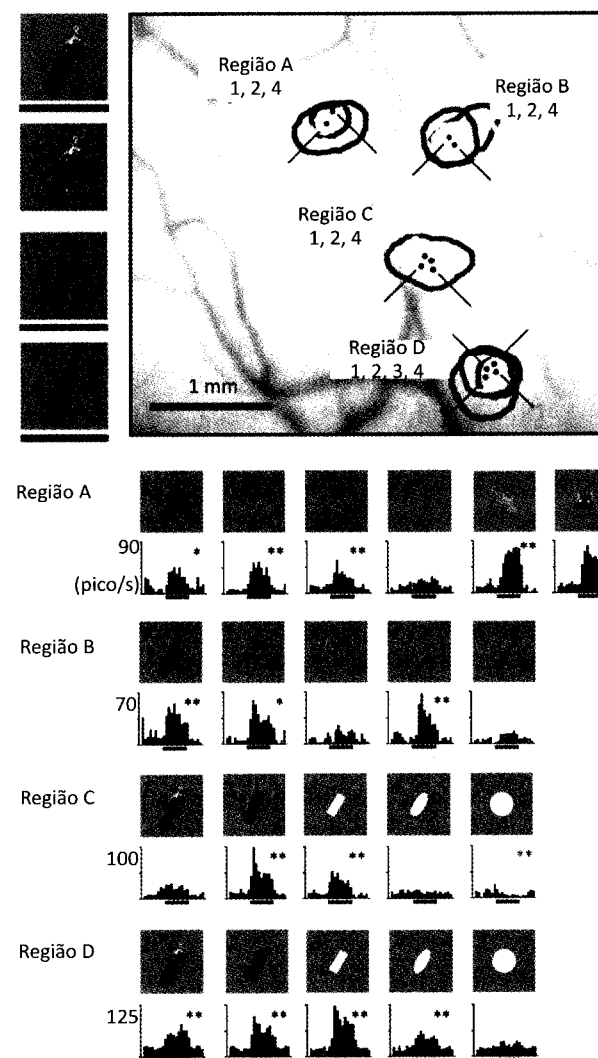 Região A
1, 2, 4
Região B
1, 2, 4
Região C
1, 2, 4
Região D
1, 2, 3, 4
1 mm
Região A
90
(pico/s)
*
**
**
**
Região B
70
**
*
**
Região C
100
**
**
**
Região D
125
**
**
**
**